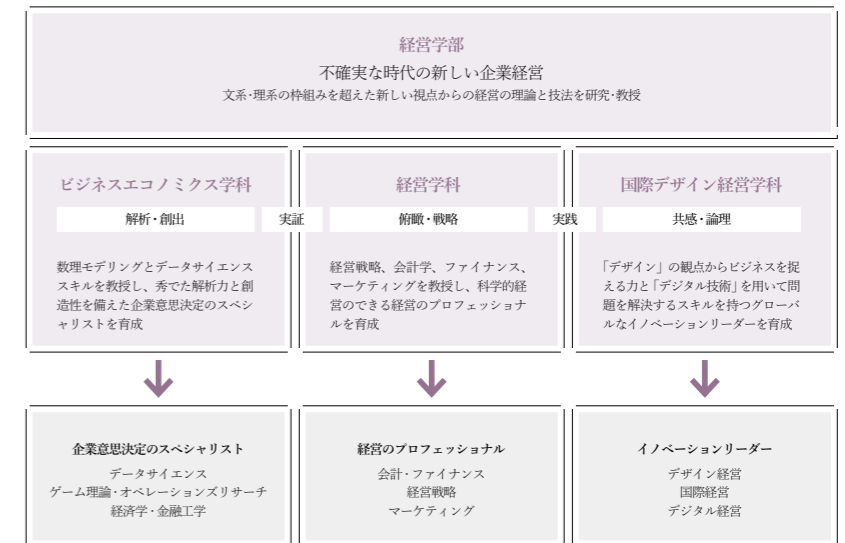 経営学部
不確実な時代の新しい企業経営
文系・理系の枠組みを超えた新しい視点からの経営の理論と技法を研究・教授
ビジネスエコノミクス学科
解析・創出
数理モデリングとデータサイエンス
スキルを教授し、秀でた解析力と創
造性を備えた企業意思決定のスペシ
ャリストを育成
実証
経営学科
俯瞰・戦略
経営戦略、会計学、ファイナンス、
マーケティングを教授し、科学的経
営のできる経営のプロフェッショナ
ルを育成
実践
国際デザイン経営学科
共感・論理
「デザイン」の観点からビジネスを捉
える力と「デジタル技術」を用いて問
題を解決するスキルを持つグローバ
ルなイノベーションリーダーを育成
企業意思決定のスペシャリスト
データサイエンス
ゲーム理論・オペレーションズリサーチ
経済学・金融工学
経営のプロフェッショナル
会計・ファイナンス
経営戦略
マーケティング
イノベーションリーダー
デザイン経営
国際経営
デジタル経営